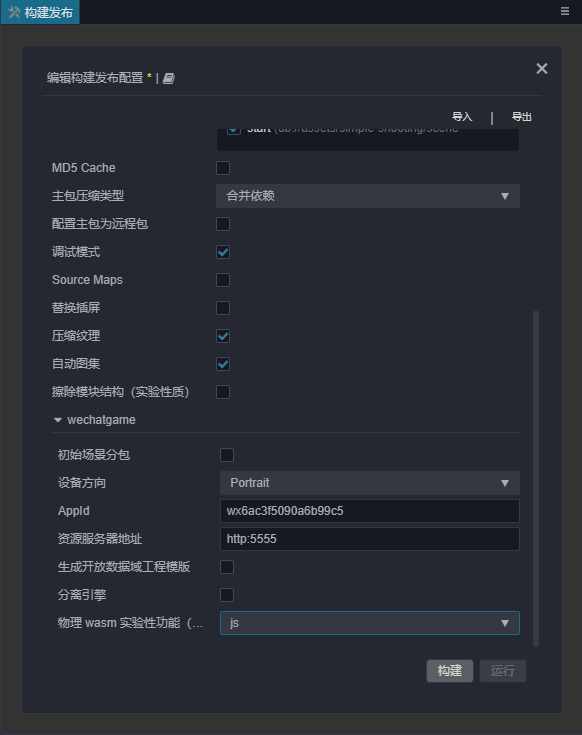 构建发布
编辑构建发布配置 * |
导入 | 导出
start (db://assets/simple-shooting/scene
MD5 Cache
主包压缩类型 合并依赖
配置主包为远程包
调试模式
Source Maps
替换插屏
压缩纹理
自动图集
擦除模块结构（实验性质）
wechatgame
初始场景分包
设备方向 Portrait
AppId wx6ac3f5090a6b99c5
资源服务器地址 http:5555
生成开放数据域工程模版
分离引擎
物理 wasm 实验性功能（... js
构建 运行